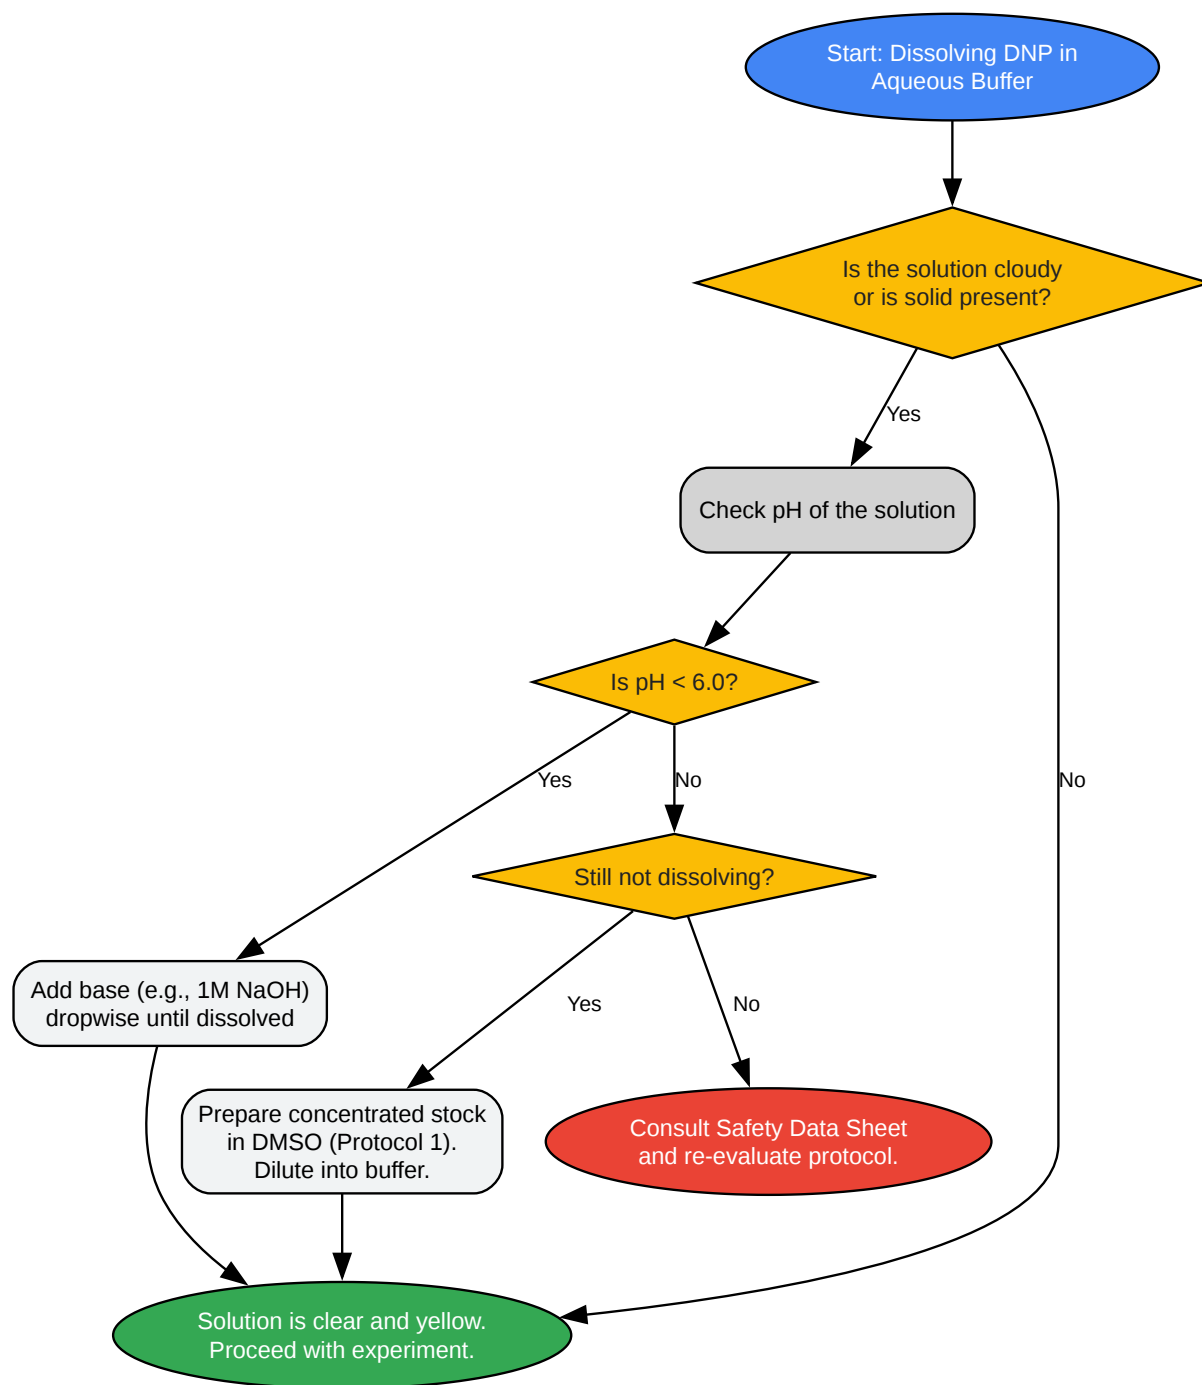 Start: Dissolving DNP in
Aqueous Buffer
Is the solution cloudy
or is solid present?
Yes
Check pH of the solution
Is pH < 6.0?
Yes
No
No
Still not dissolving?
Add base (e.g., 1M NaOH)
dropwise until dissolved
Yes
No
Prepare concentrated stock
in DMSO (Protocol 1).
Dilute into buffer.
Consult Safety Data Sheet
and re-evaluate protocol.
Solution is clear and yellow.
Proceed with experiment.